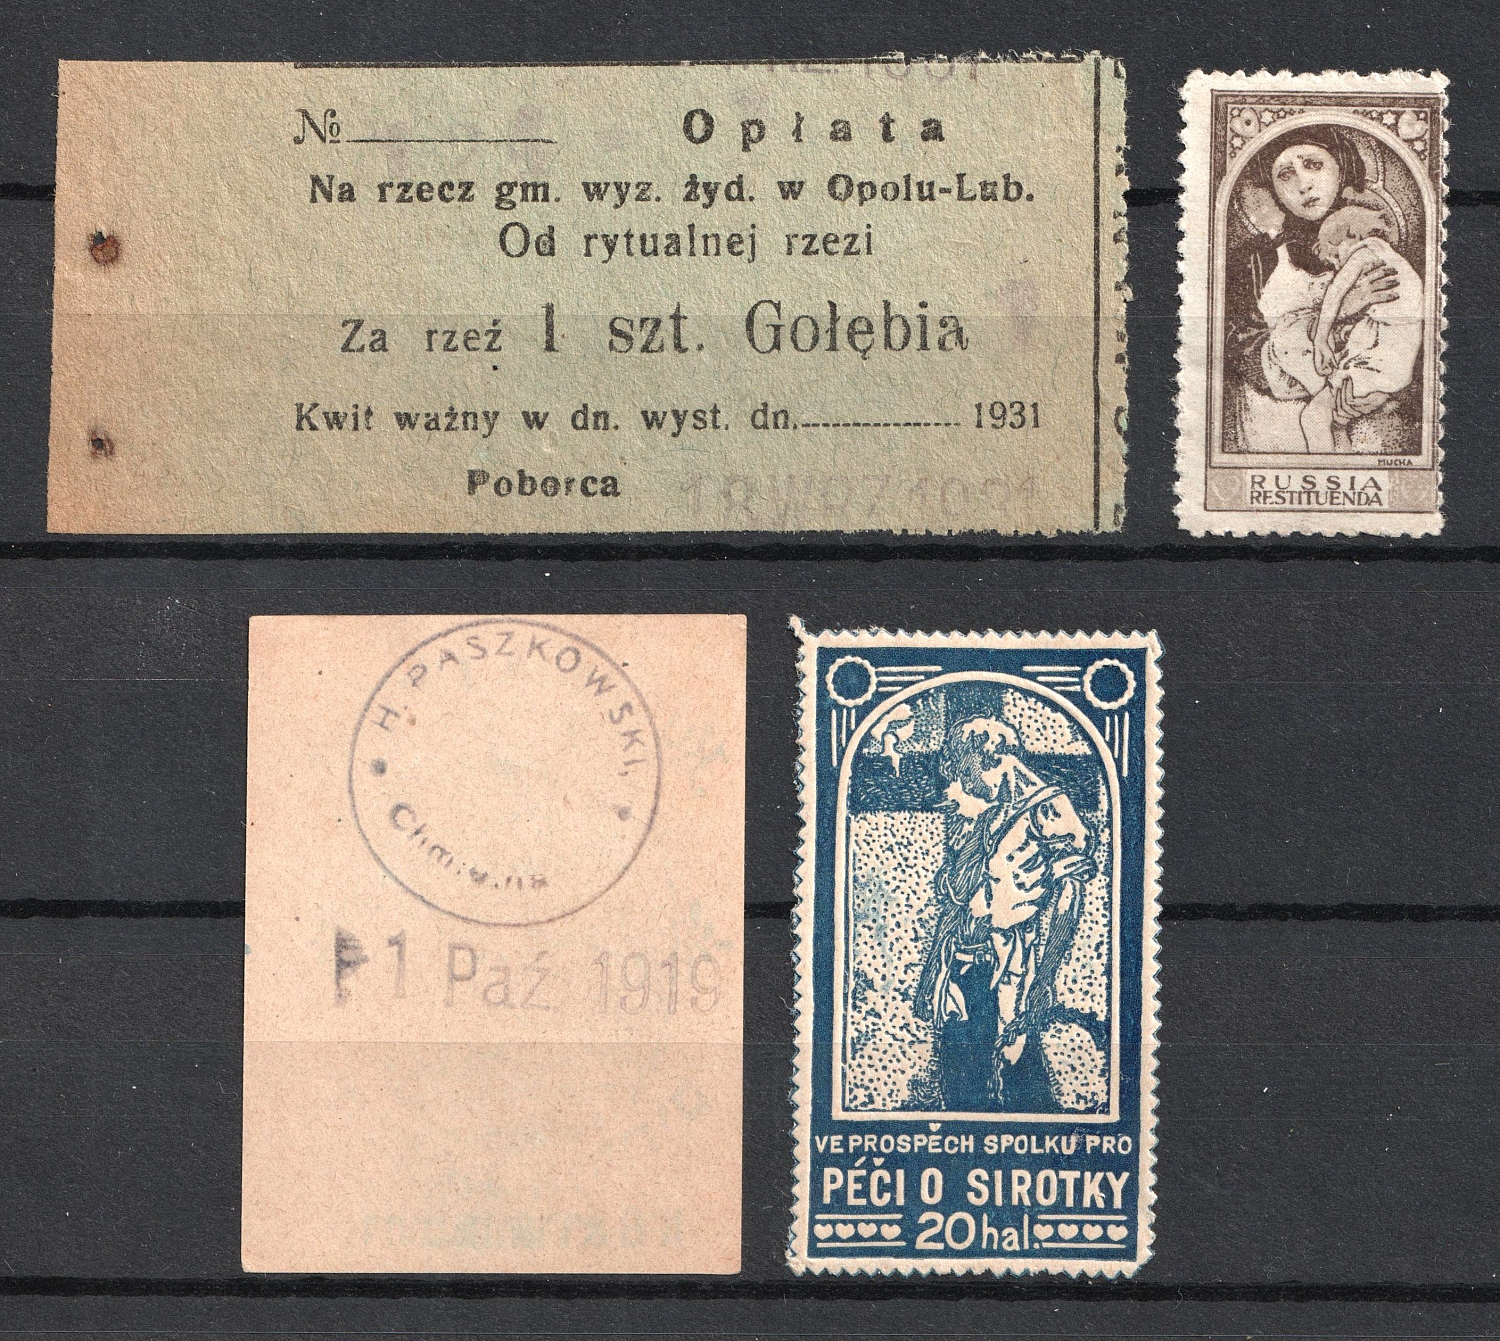 № Opłata
Na rzecz gm. wyz. żyd. w Opolu-Lub.
Od rytualnej rzezi
Za rzeź 1 szt. Gołębia
Kwit ważny w dn. wyst. dn. 1931
Poborca
MUCHA
RUSSIA
RESTITUENDA
H. PASZKOWSKI,
1 Paź 1919
VE PROSPĚCH SPOLKU PRO
PÉČI O SIROTKY
20 hal.